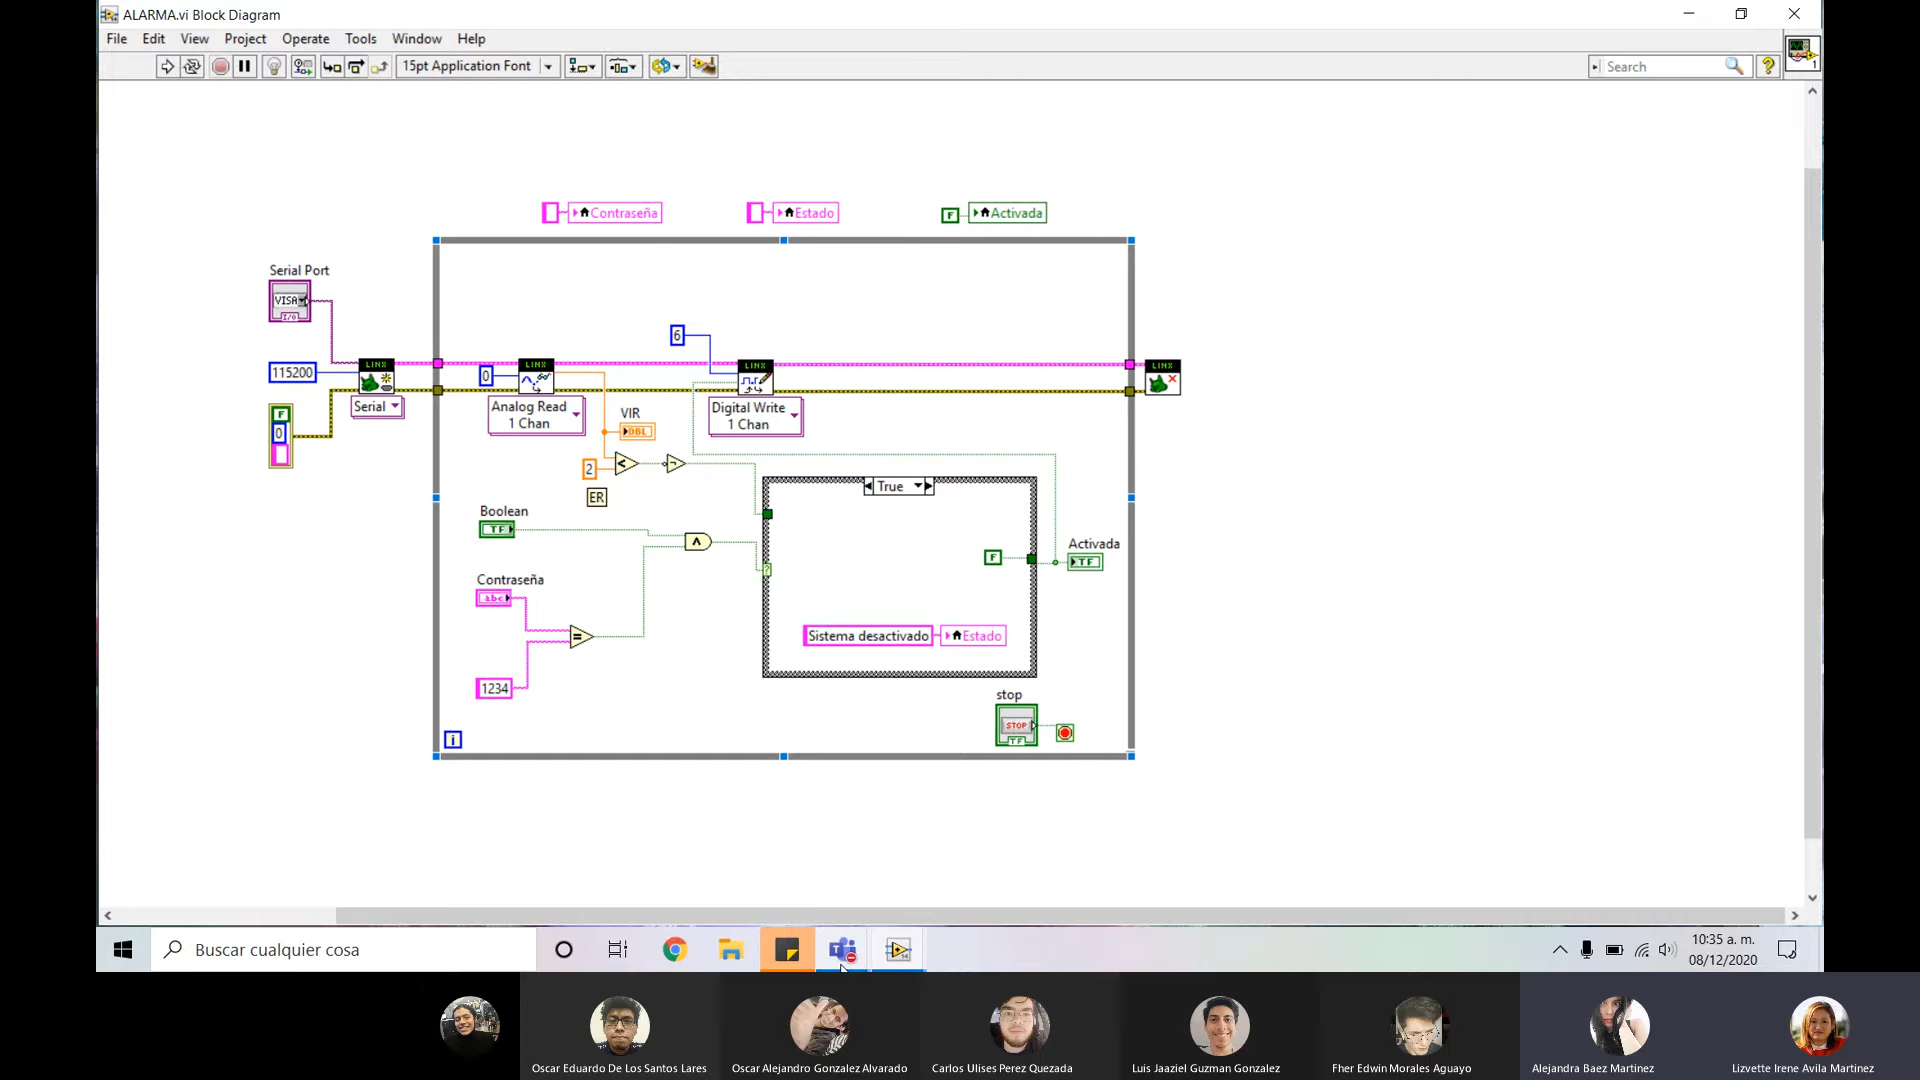 ALARMA.vi Block Diagram
File Edit View Project Operate Tools Window Help
15pt Application Font
Search
?
1
Contraseña
Estado
F
Activada
Serial Port
VISA
I/O
6
LINX
LINX
LINX
LINX
115200
0
Serial
Analog Read
1 Chan
Digital Write
1 Chan
VIR
DBL
F
0
2
<
ER
True
Boolean
TF
F
Activada
TF
?
Contraseña
abc
=
Sistema desactivado
Estado
1234
stop
STOP
TF
i
Buscar cualquier cosa
10:35 a. m.
08/12/2020
Oscar Eduardo De Los Santos Lares
Oscar Alejandro Gonzalez Alvarado
Carlos Ulises Perez Quezada
Luis Jaaziel Guzman Gonzalez
Fher Edwin Morales Aguayo
Alejandra Baez Martinez
Lizvette Irene Avila Martinez